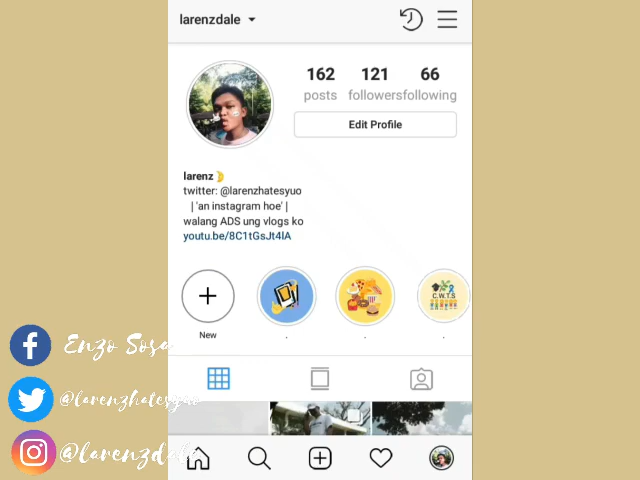 larenzdale
162 121 66
posts followers following
Edit Profile
larenz
twitter: @larenzhatesyuo
| 'an instagram hoe' |
walang ADS ung vlogs ko
youtu.be/8C1tGsJt4lA
C.W.T.S
New . . .
Enzo Sosa
@larenzhatesyuo
@larenzdale